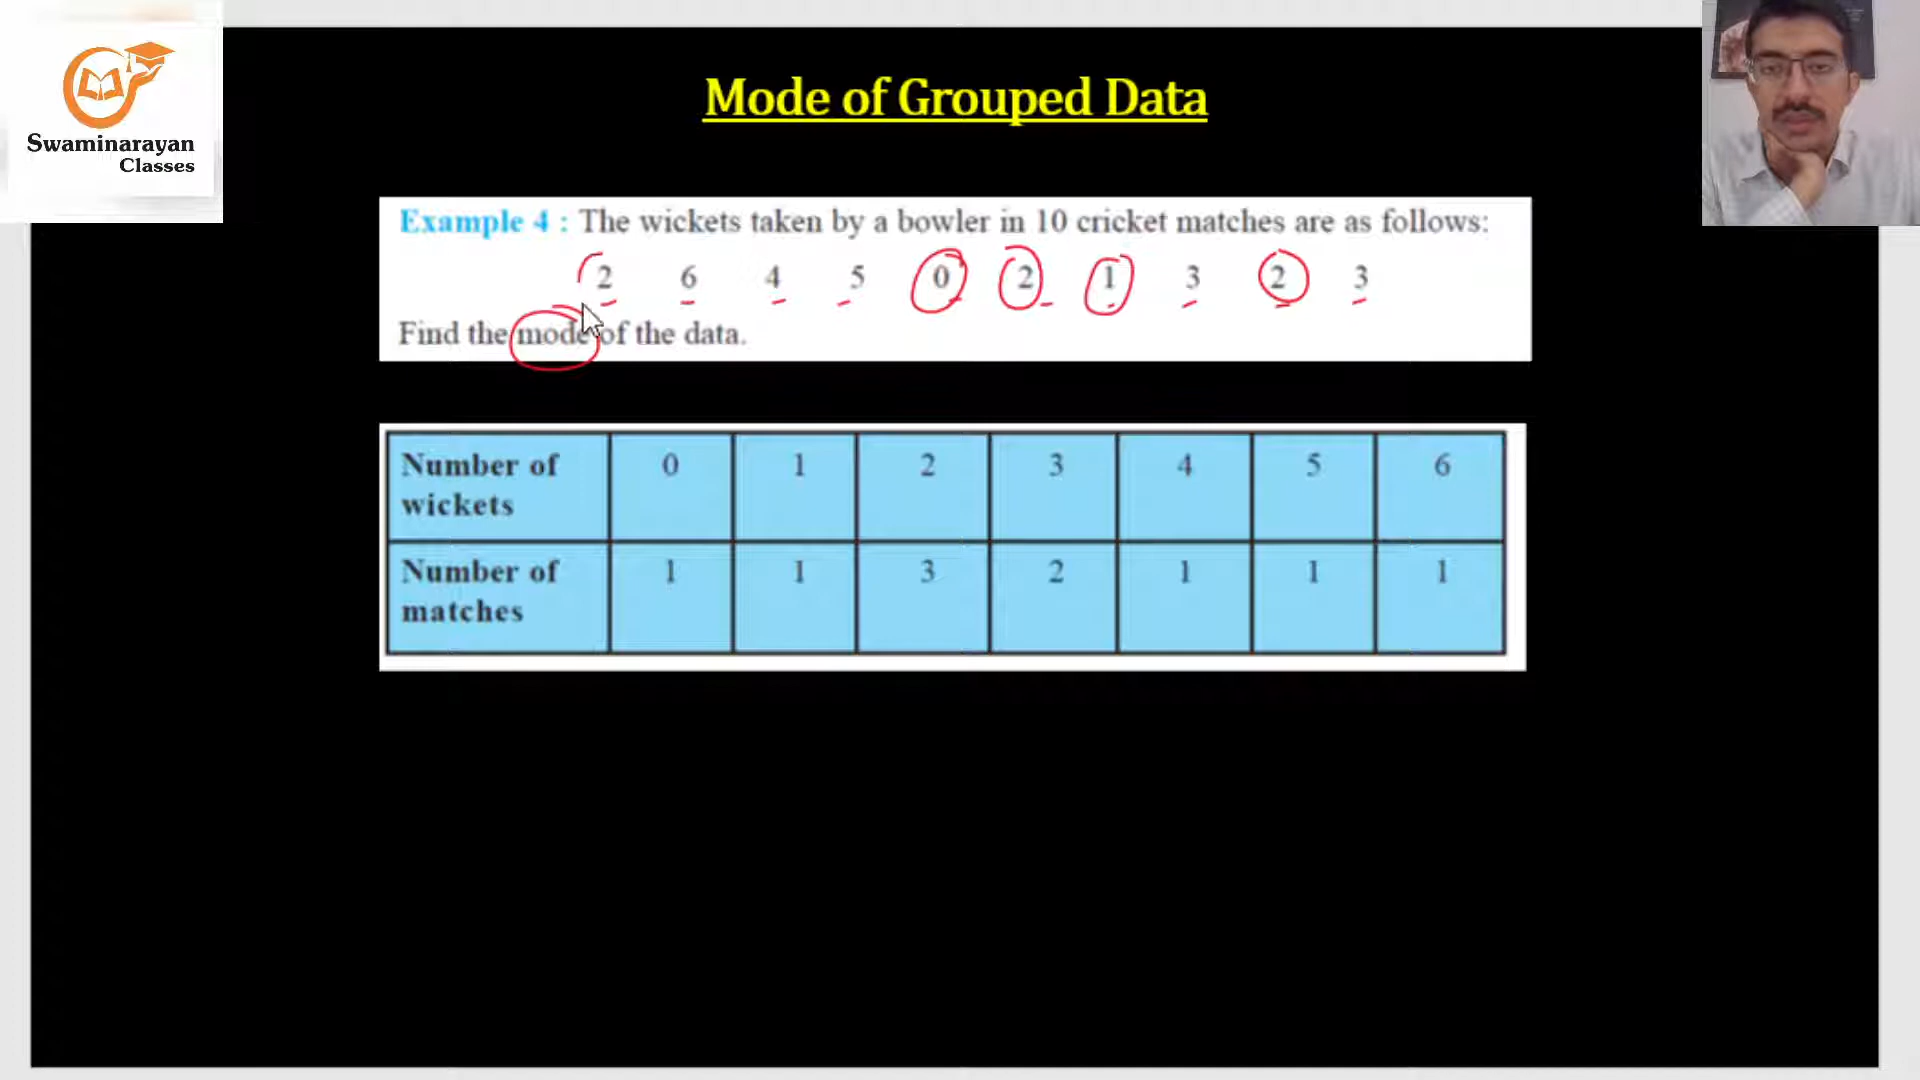 Swaminarayan
Classes
Mode of Grouped Data
Example 4 : The wickets taken by a bowler in 10 cricket matches are as follows:
2 6 4 5 0 2 1 3 2 3
Find the mode of the data.
Number of wickets 0 1 2 3 4 5 6
Number of matches 1 1 3 2 1 1 1